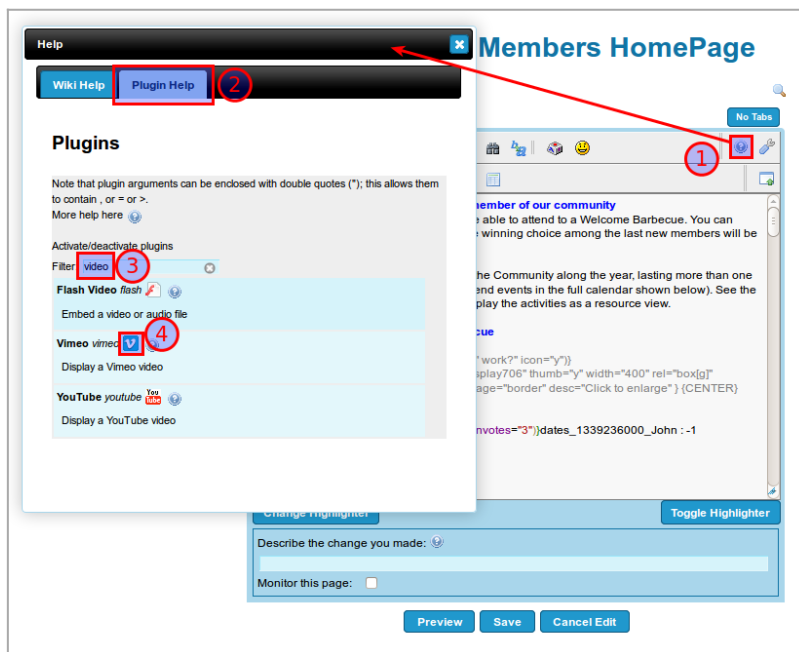 Help
Members HomePage
Wiki Help
Plugin Help
2
No Tabs
1
Plugins
Note that plugin arguments can be enclosed with double quotes ("); this allows them
to contain , or = or >.
More help here
Activate/deactivate plugins
Filter video
3
Flash Video flash
Embed a video or audio file
Vimeo vimeo
4
Display a Vimeo video
YouTube youtube
You
Tube
Display a YouTube video
member of our community
able to attend to a Welcome Barbecue. You can
winning choice among the last new members will be
the Community along the year, lasting more than one
end events in the full calendar shown below). See the
play the activities as a resource view.
cue
" work?" icon="y")}
splay706" thumb="y" width="400" rel="box[g]"
age="border" desc="Click to enlarge" } {CENTER}
nvotes="3")}dates_1339236000_John : -1
Change Highlighter
Toggle Highlighter
Describe the change you made:
Monitor this page:
Preview
Save
Cancel Edit